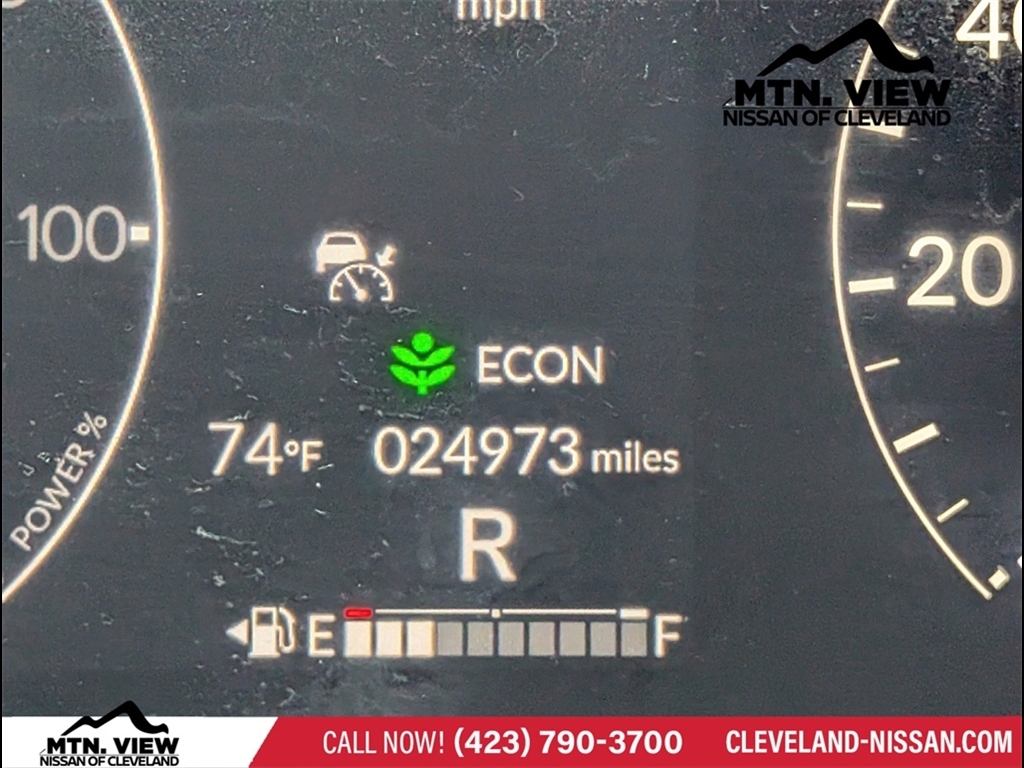 mph
MTN. VIEW
NISSAN OF CLEVELAND
40
100
20
ECON
POWER %
74°F 024973 miles
R
E F
MTN. VIEW
NISSAN OF CLEVELAND
CALL NOW! (423) 790-3700
CLEVELAND-NISSAN.COM